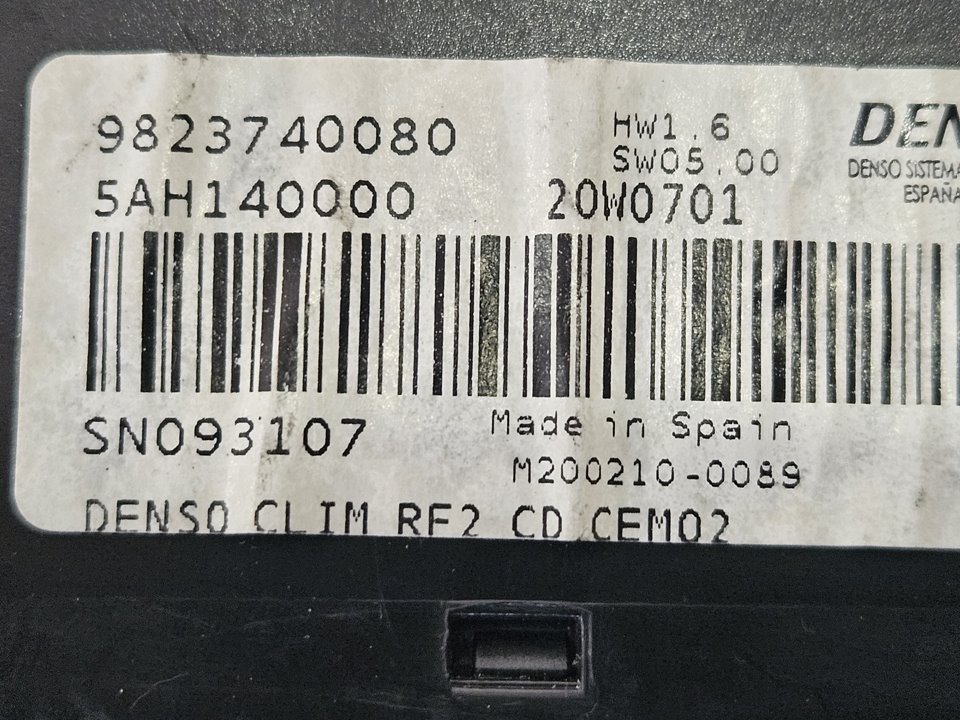 9823740080
HW1.6
SW05.00
DEN
DENSO SISTEMA
ESPAÑA
5AH140000
20W0701
SN093107
Made in Spain
M200210-0089
DENSO CLIM RF2 CD CEM02